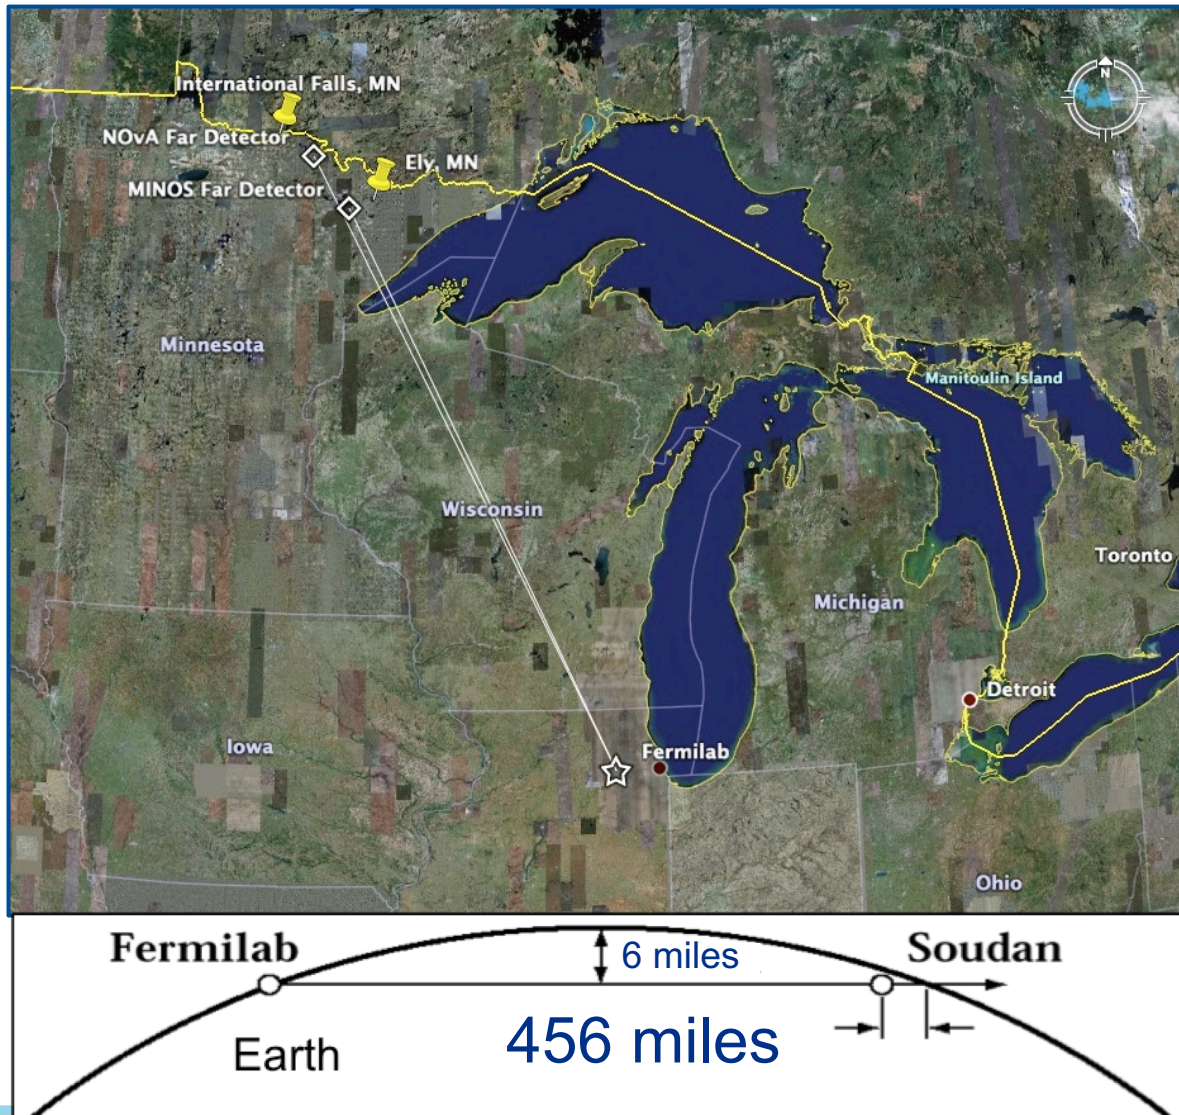 N
International Falls, MN
NOvA Far Detector
Ely, MN
MINOS Far Detector
Minnesota
Manitoulin Island
Wisconsin
Toronto
Michigan
Detroit
Iowa
Fermilab
Ohio
Fermilab
6 miles
Soudan
456 miles
Earth